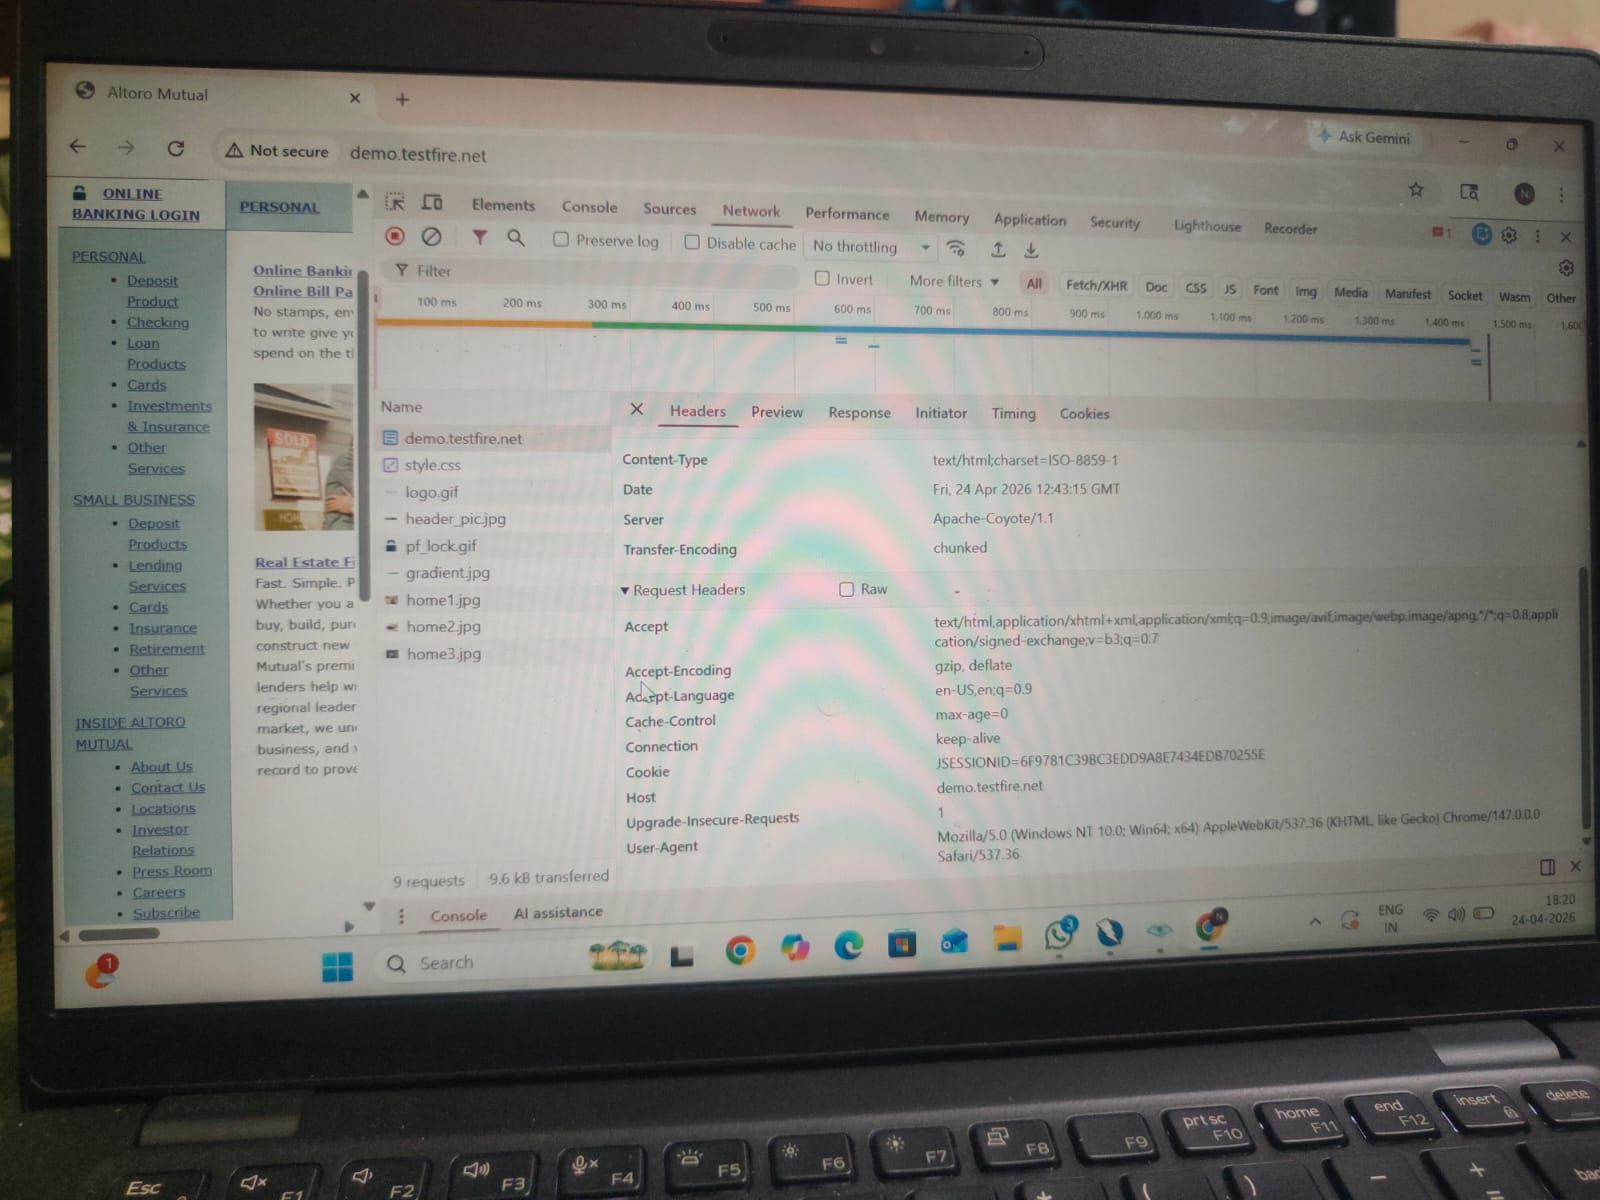 Altoro Mutual
Ask Gemini
Not secure
demo.testfire.net
ONLINE
BANKING LOGIN
PERSONAL
PERSONAL
Deposit
Product
Checking
Loan
Products
Cards
Investments
& Insurance
Other
Services
SMALL BUSINESS
Deposit
Products
Lending
Services
Cards
Insurance
Retirement
Other
Services
INSIDE ALTORO
MUTUAL
About Us
Contact Us
Locations
Investor
Relations
Press Room
Careers
Subscribe
Online Bankin
Online Bill Pa
No stamps, en
to write give y
spend on the t
SOLD
Real Estate Fi
Fast. Simple. P
Whether you a
buy, build, pur
construct new
Mutual's premi
lenders help wi
regional leader
market, we un
business, and
record to prove
Elements Console Sources Network Performance Memory Application Security Lighthouse Recorder 1
Preserve log Disable cache No throttling
Filter Invert More filters All Fetch/XHR Doc CSS JS Font Img Media Manifest Socket Wasm Other
100 ms 200 ms 300 ms 400 ms 500 ms 600 ms 700 ms 800 ms 900 ms 1,000 ms 1,100 ms 1,200 ms 1,300 ms 1,400 ms 1,500 ms 1,600
Name
demo.testfire.net
style.css
logo.gif
header_pic.jpg
pf_lock.gif
gradient.jpg
home1.jpg
home2.jpg
home3.jpg
9 requests 9.6 kB transferred
Headers Preview Response Initiator Timing Cookies
Content-Type text/html;charset=ISO-8859-1
Date Fri, 24 Apr 2026 12:43:15 GMT
Server Apache-Coyote/1.1
Transfer-Encoding chunked
Request Headers Raw
Accept text/html,application/xhtml+xml,application/xml;q=0.9,image/avif,image/webp,image/apng,*/*;q=0.8,appli
cation/signed-exchange;v=b3;q=0.7
Accept-Encoding gzip, deflate
Accept-Language en-US,en;q=0.9
Cache-Control max-age=0
Connection keep-alive
Cookie JSESSIONID=6F9781C39BC3EDD9A8E7434EDB70255E
Host demo.testfire.net
Upgrade-Insecure-Requests 1
User-Agent Mozilla/5.0 (Windows NT 10.0; Win64; x64) AppleWebKit/537.36 (KHTML, like Gecko) Chrome/147.0.0.0
Safari/537.36
Console AI assistance
1
Search
3
N
ENG
IN
18:20
24-04-2026
Esc F1 F2 F3 F4 F5 F6 F7 F8 F9
prt sc F10
home F11
end F12
insert
delete